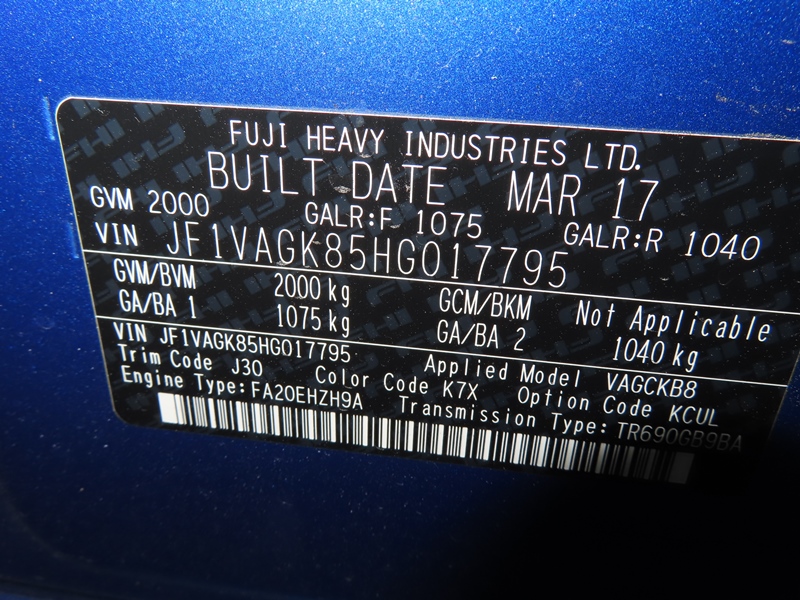 FUJI HEAVY INDUSTRIES LTD.
BUILT DATE MAR 17
GVM 2000 GALR:F 1075 GALR:R 1040
VIN JF1VAGK85HG017795
GVM/BVM 2000 kg GCM/BKM Not Applicable
GA/BA 1 1075 kg GA/BA 2 1040 kg
VIN JF1VAGK85HG017795 Applied Model VAGCKB8
Trim Code J30 Color Code K7X Option Code KCUL
Engine Type:FA20EHZH9A Transmission Type:TR690GB9BA